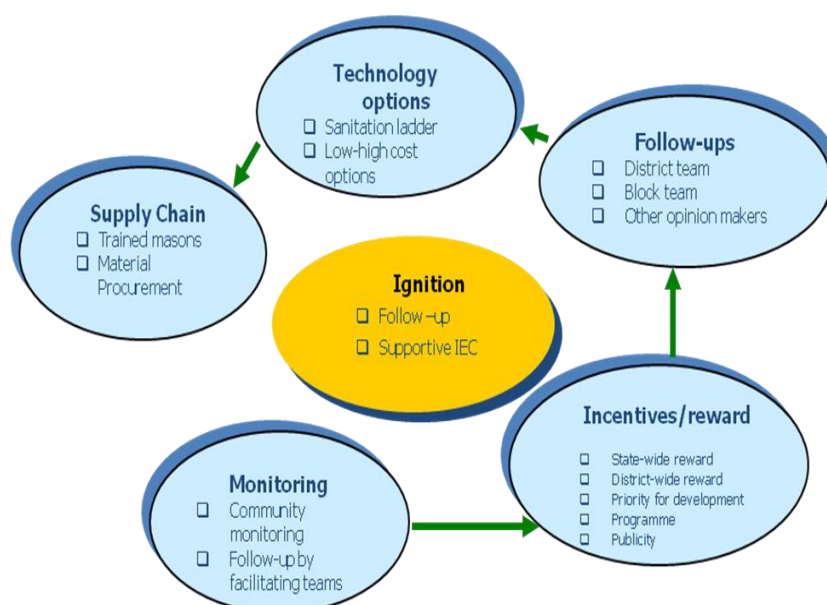 Technology
options
❑ Sanitation ladder
❑ Low-high cost
options
Follow-ups
❑ District team
❑ Block team
❑ Other opinion makers
Supply Chain
❑ Trained masons
❑ Material
Procurement
Ignition
❑ Follow –up
❑ Supportive IEC
Incentives/reward
❑ State-wide reward
❑ District-wide reward
❑ Priority for development
❑ Programme
❑ Publicity
Monitoring
❑ Community
monitoring
❑ Follow-up by
facilitating teams